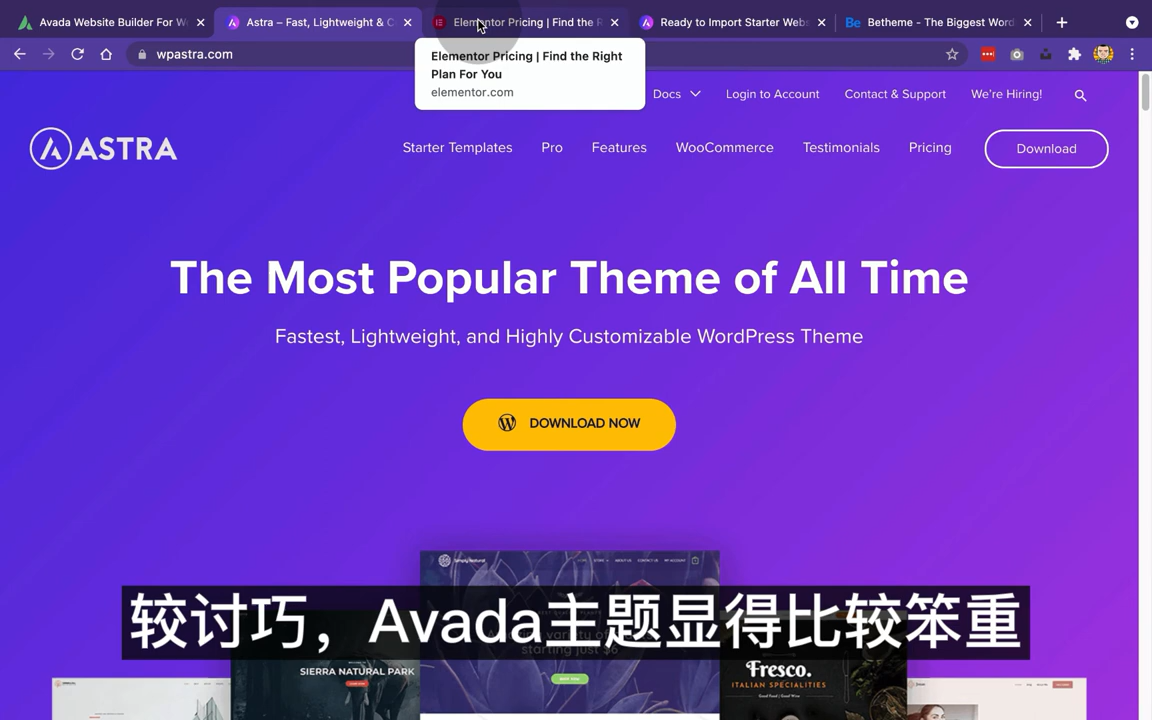 Avada Website Builder For W
Astra – Fast, Lightweight & C
Elementor Pricing | Find the R
Ready to Import Starter Webs
Betheme - The Biggest Word
wpastra.com
Elementor Pricing | Find the Right
Plan For You
elementor.com
Docs
Login to Account
Contact & Support
We're Hiring!
ASTRA
Starter Templates
Pro
Features
WooCommerce
Testimonials
Pricing
Download
The Most Popular Theme of All Time
Fastest, Lightweight, and Highly Customizable WordPress Theme
DOWNLOAD NOW
较讨巧，Avada主题显得比较笨重
SIERRA NATURAL PARK
starting just $6
Fresco.
ITALIAN SPECIALITIES